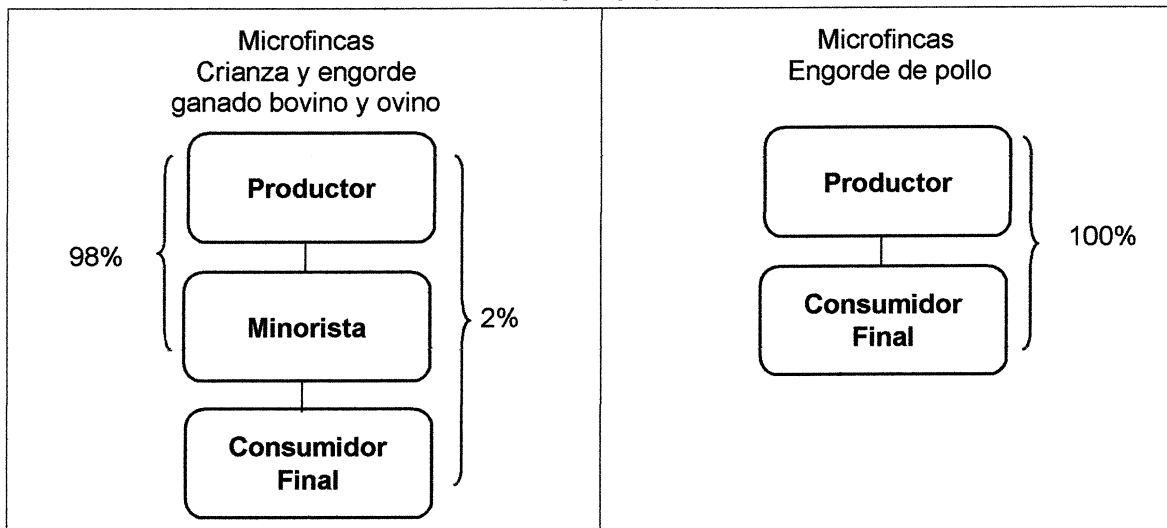 Microfincas
Crianza y engorde
ganado bovino y ovino
Productor
98%
Minorista
2%
Consumidor
Final
Microfincas
Engorde de pollo
Productor
100%
Consumidor
Final